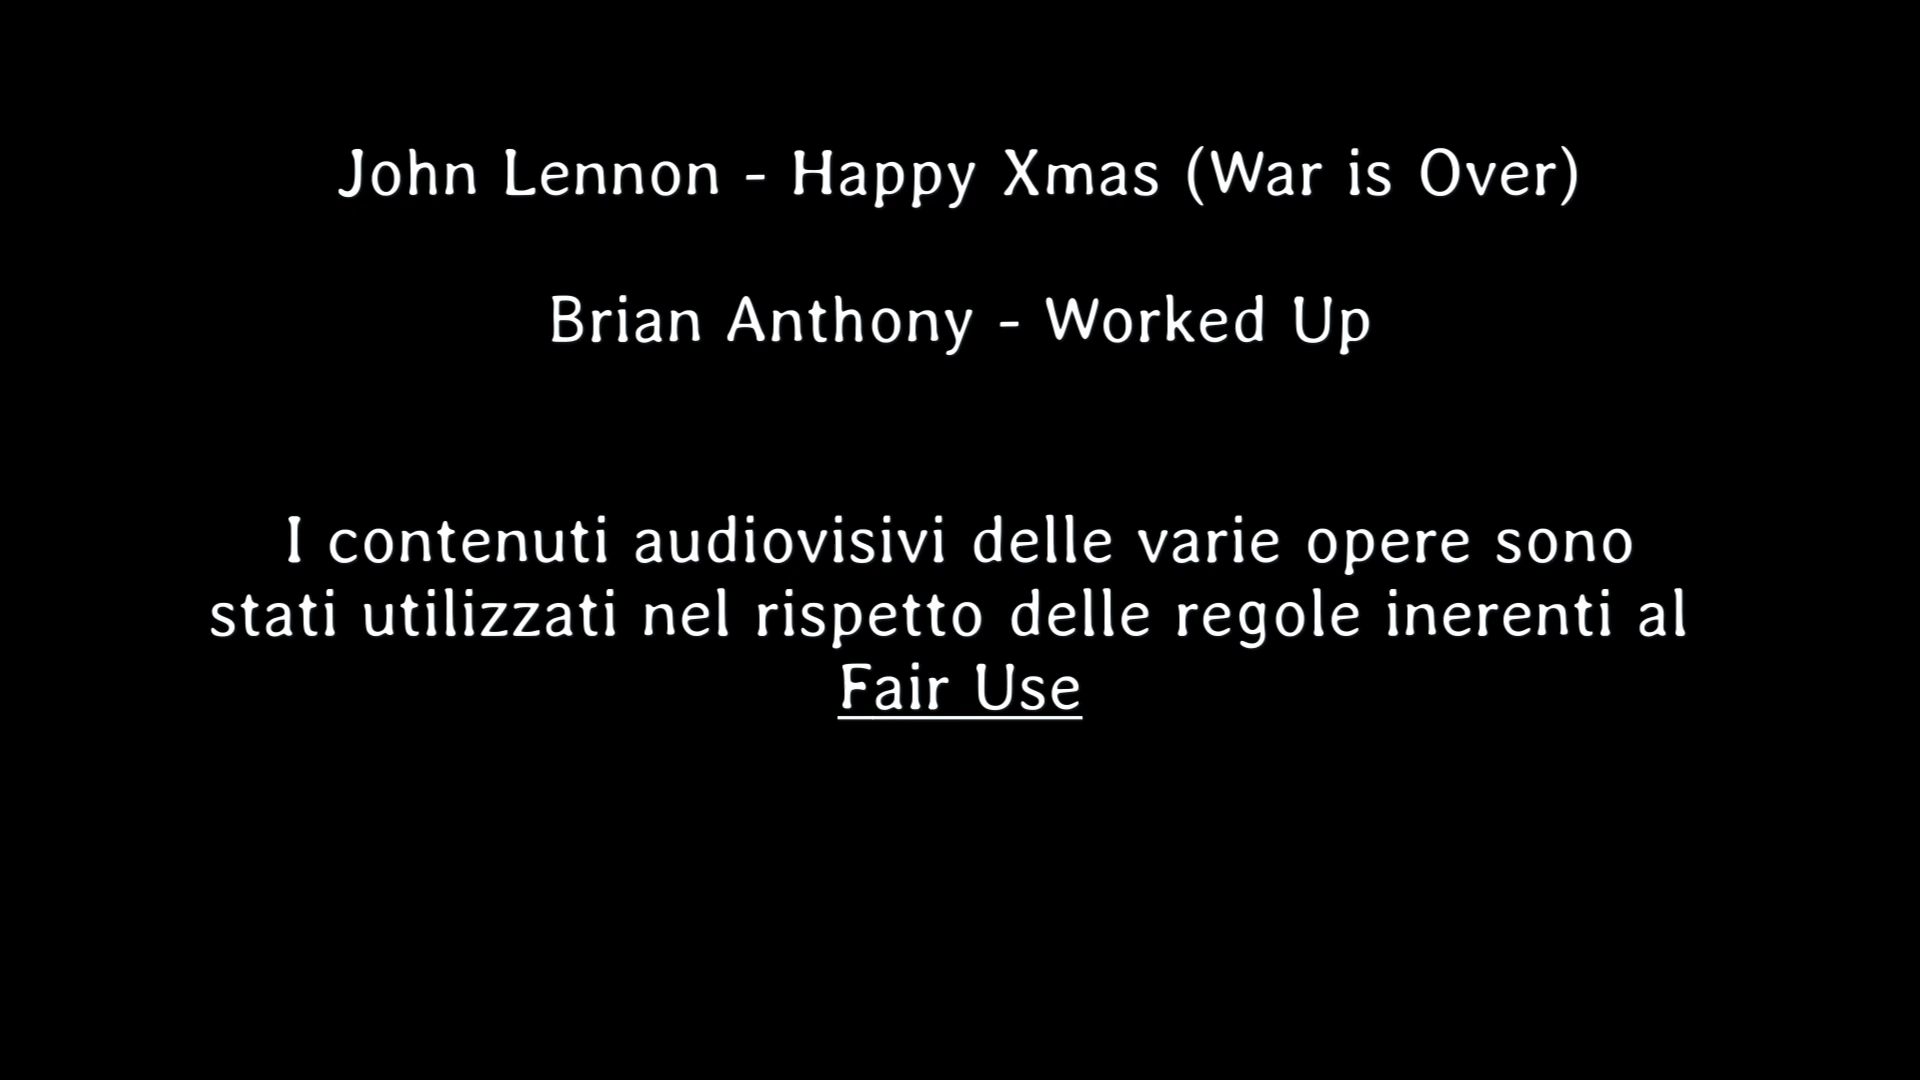 John Lennon - Happy Xmas (War is Over)
Brian Anthony - Worked Up
I contenuti audiovisivi delle varie opere sono
stati utilizzati nel rispetto delle regole inerenti al
Fair Use